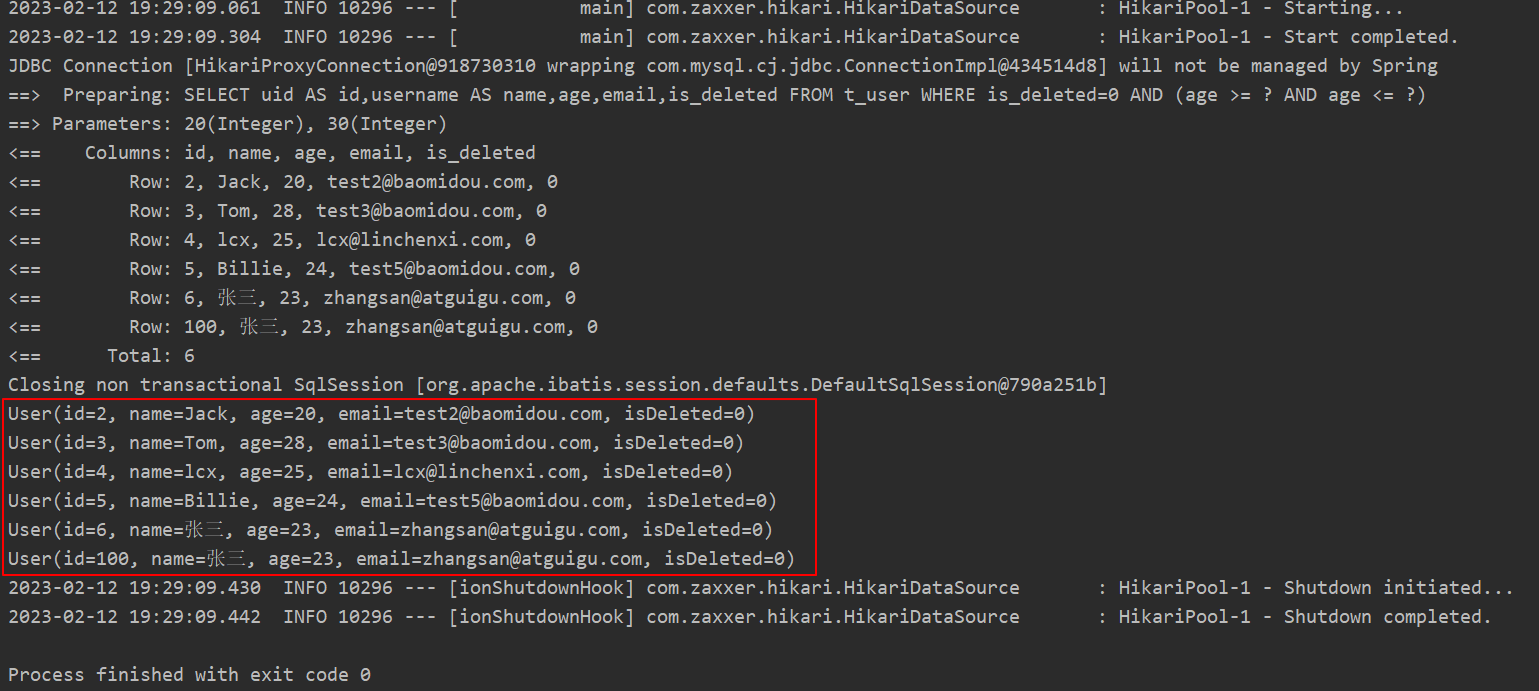 2023-02-12 19:29:09.061  INFO 10296 --- [           main] com.zaxxer.hikari.HikariDataSource       : HikariPool-1 - Starting...
2023-02-12 19:29:09.304  INFO 10296 --- [           main] com.zaxxer.hikari.HikariDataSource       : HikariPool-1 - Start completed.
JDBC Connection [HikariProxyConnection@918730310 wrapping com.mysql.cj.jdbc.ConnectionImpl@434514d8] will not be managed by Spring
==>  Preparing: SELECT uid AS id,username AS name,age,email,is_deleted FROM t_user WHERE is_deleted=0 AND (age >= ? AND age <= ?)
==> Parameters: 20(Integer), 30(Integer)
<==    Columns: id, name, age, email, is_deleted
<==        Row: 2, Jack, 20, test2@baomidou.com, 0
<==        Row: 3, Tom, 28, test3@baomidou.com, 0
<==        Row: 4, lcx, 25, lcx@linchenxi.com, 0
<==        Row: 5, Billie, 24, test5@baomidou.com, 0
<==        Row: 6, 张三, 23, zhangsan@atguigu.com, 0
<==        Row: 100, 张三, 23, zhangsan@atguigu.com, 0
<==      Total: 6
Closing non transactional SqlSession [org.apache.ibatis.session.defaults.DefaultSqlSession@790a251b]
User(id=2, name=Jack, age=20, email=test2@baomidou.com, isDeleted=0)
User(id=3, name=Tom, age=28, email=test3@baomidou.com, isDeleted=0)
User(id=4, name=lcx, age=25, email=lcx@linchenxi.com, isDeleted=0)
User(id=5, name=Billie, age=24, email=test5@baomidou.com, isDeleted=0)
User(id=6, name=张三, age=23, email=zhangsan@atguigu.com, isDeleted=0)
User(id=100, name=张三, age=23, email=zhangsan@atguigu.com, isDeleted=0)
2023-02-12 19:29:09.430  INFO 10296 --- [ionShutdownHook] com.zaxxer.hikari.HikariDataSource       : HikariPool-1 - Shutdown initiated...
2023-02-12 19:29:09.442  INFO 10296 --- [ionShutdownHook] com.zaxxer.hikari.HikariDataSource       : HikariPool-1 - Shutdown completed.
Process finished with exit code 0